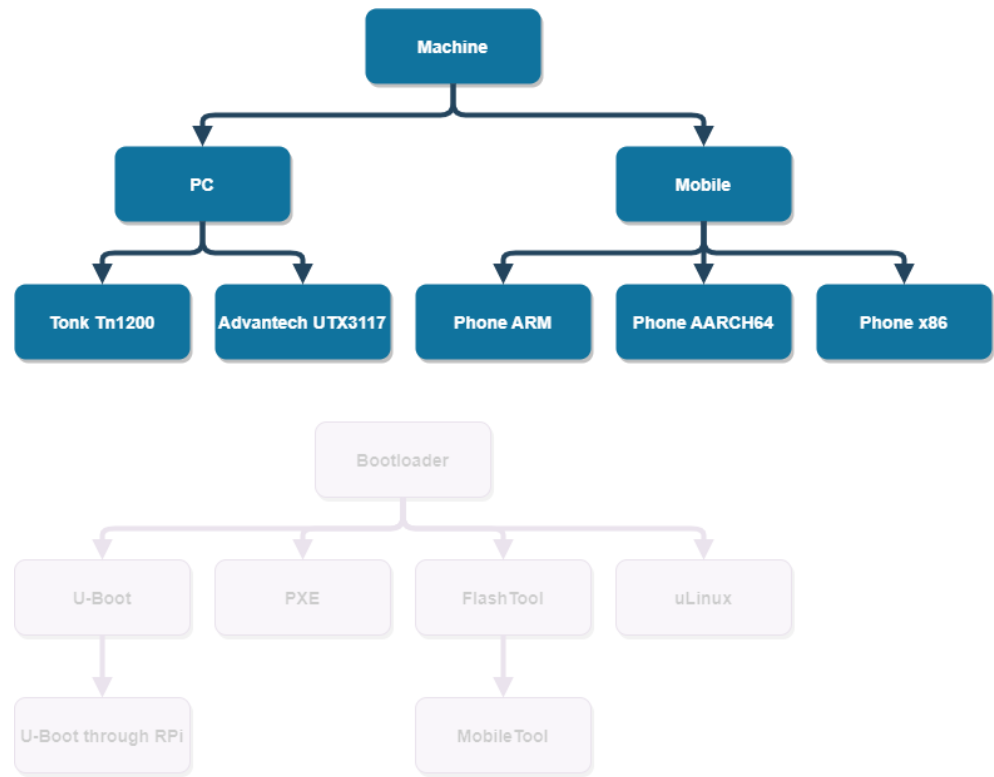 Machine
PC
Mobile
Tonk Tn1200
Advantech UTX3117
Phone ARM
Phone AARCH64
Phone x86
Bootloader
U-Boot
PXE
FlashTool
uLinux
U-Boot through RPi
MobileTool